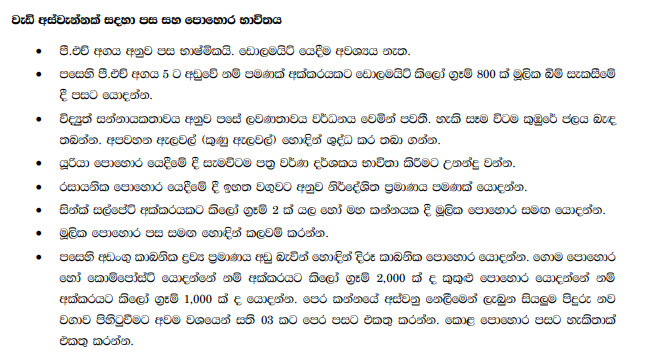 වැඩි අස්වැන්නක් සඳහා පස සහ පොහොර භාවිතය
• පී.එච් අගය අනුව පස භාෂ්මිකයි. ඩොලමයිට් යෙදීම අවශ්‍යය නැත.
• පසෙහි පී.එච් අගය 5 ට අඩුවේ නම් පමණක් අක්කරයකට ඩොලමයිට් කිලෝ ග්‍රෑම් 800 ක් මූලික බිම් සැකසීමේ
දී පසට යොදන්න.
• විද්‍යුත් සන්නායකතාවය අනුව පසේ ලවණතාවය වර්ධනය වෙමින් පවතී. හැකි සෑම විටම කුඹුරේ ජලය බැඳ
තබන්න. අපවහන ඇලවල් (කුණු ඇලවල්) හොඳින් ශුද්ධ කර තබා ගන්න.
• යූරියා පොහොර යෙදීමේ දී සැමවිටම පත්‍ර වර්ණ දර්ශකය භාවිතා කිරීමට උනන්දු වන්න.
• රසායනික පොහොර යෙදීමේ දී ඉහත වගුවට අනුව නිර්දේශිත ප්‍රමාණය පමණක් යොදන්න.
• සින්ක් සල්පේට් අක්කරයකට කිලෝ ග්‍රෑම් 2 ක් යල හෝ මහ කන්නයක දී මූලික පොහොර සමඟ යොදන්න.
• මූලික පොහොර පස සමඟ හොඳින් කලවම් කරන්න.
• පසෙහි අඩංගු කාබනික ද්‍රව්‍ය ප්‍රමාණය අඩු බැවින් හොඳින් දිරූ කාබනික පොහොර යොදන්න. ගොම පොහොර
හෝ කොම්පෝස්ට් යොදන්නේ නම් අක්කරයට කිලෝ ග්‍රෑම් 2,000 ක් ද කුකුළු පොහොර යොදන්නේ නම්
අක්කරයකට කිලෝ ග්‍රෑම් 1,000 ක් ද යොදන්න. පෙර කන්නයේ අස්වනු නෙලීමෙන් ලැබුන සියලුම පිදුරු නව
වගාව පිහිටුවීමට අවම වශයෙන් සති 03 කට පෙර පසට එකතු කරන්න. කොළ පොහොර පසට හැකිතාක්
එකතු කරන්න.